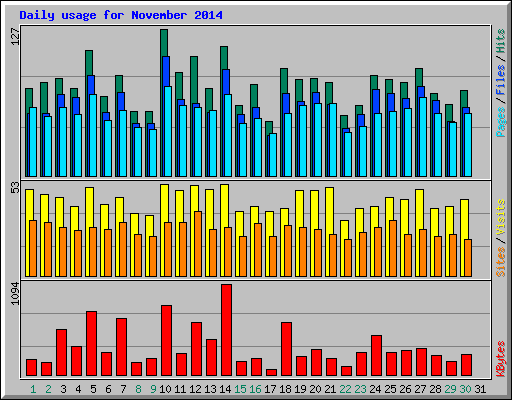 Daily usage for November 2014
127
Pages / Files / Hits
53
Sites / Visits
1094
KBytes
1 2 3 4 5 6 7 8 9 10 11 12 13 14 15 16 17 18 19 20 21 22 23 24 25 26 27 28 29 30 31